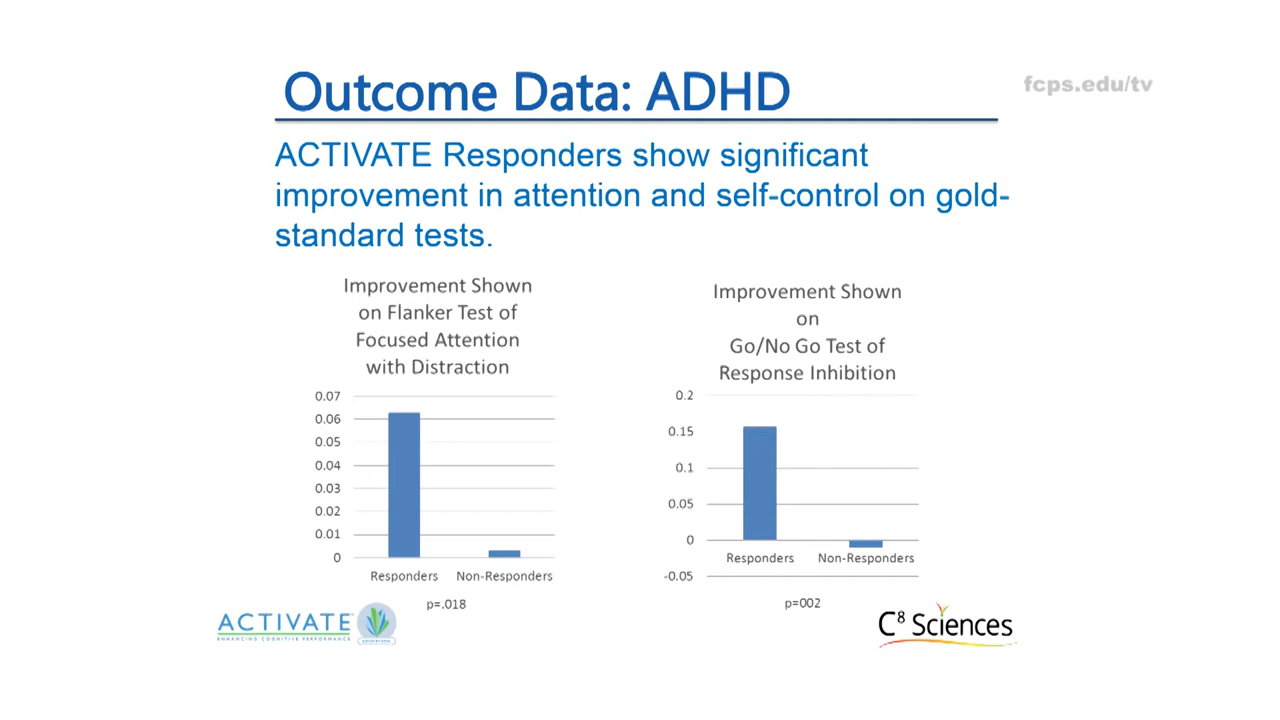 Outcome Data: ADHD
fcps.edu/tv
ACTIVATE Responders show significant
improvement in attention and self-control on gold-
standard tests.
Improvement Shown
on Flanker Test of
Focused Attention
with Distraction
0.07
0.06
0.05
0.04
0.03
0.02
0.01
0
Responders Non-Responders
p=.018
Improvement Shown
on
Go/No Go Test of
Response Inhibition
0.2
0.15
0.1
0.05
0
-0.05
Responders Non-Responders
p=002
ACTIVATE™
ENHANCING COGNITIVE PERFORMANCE
C8 Sciences